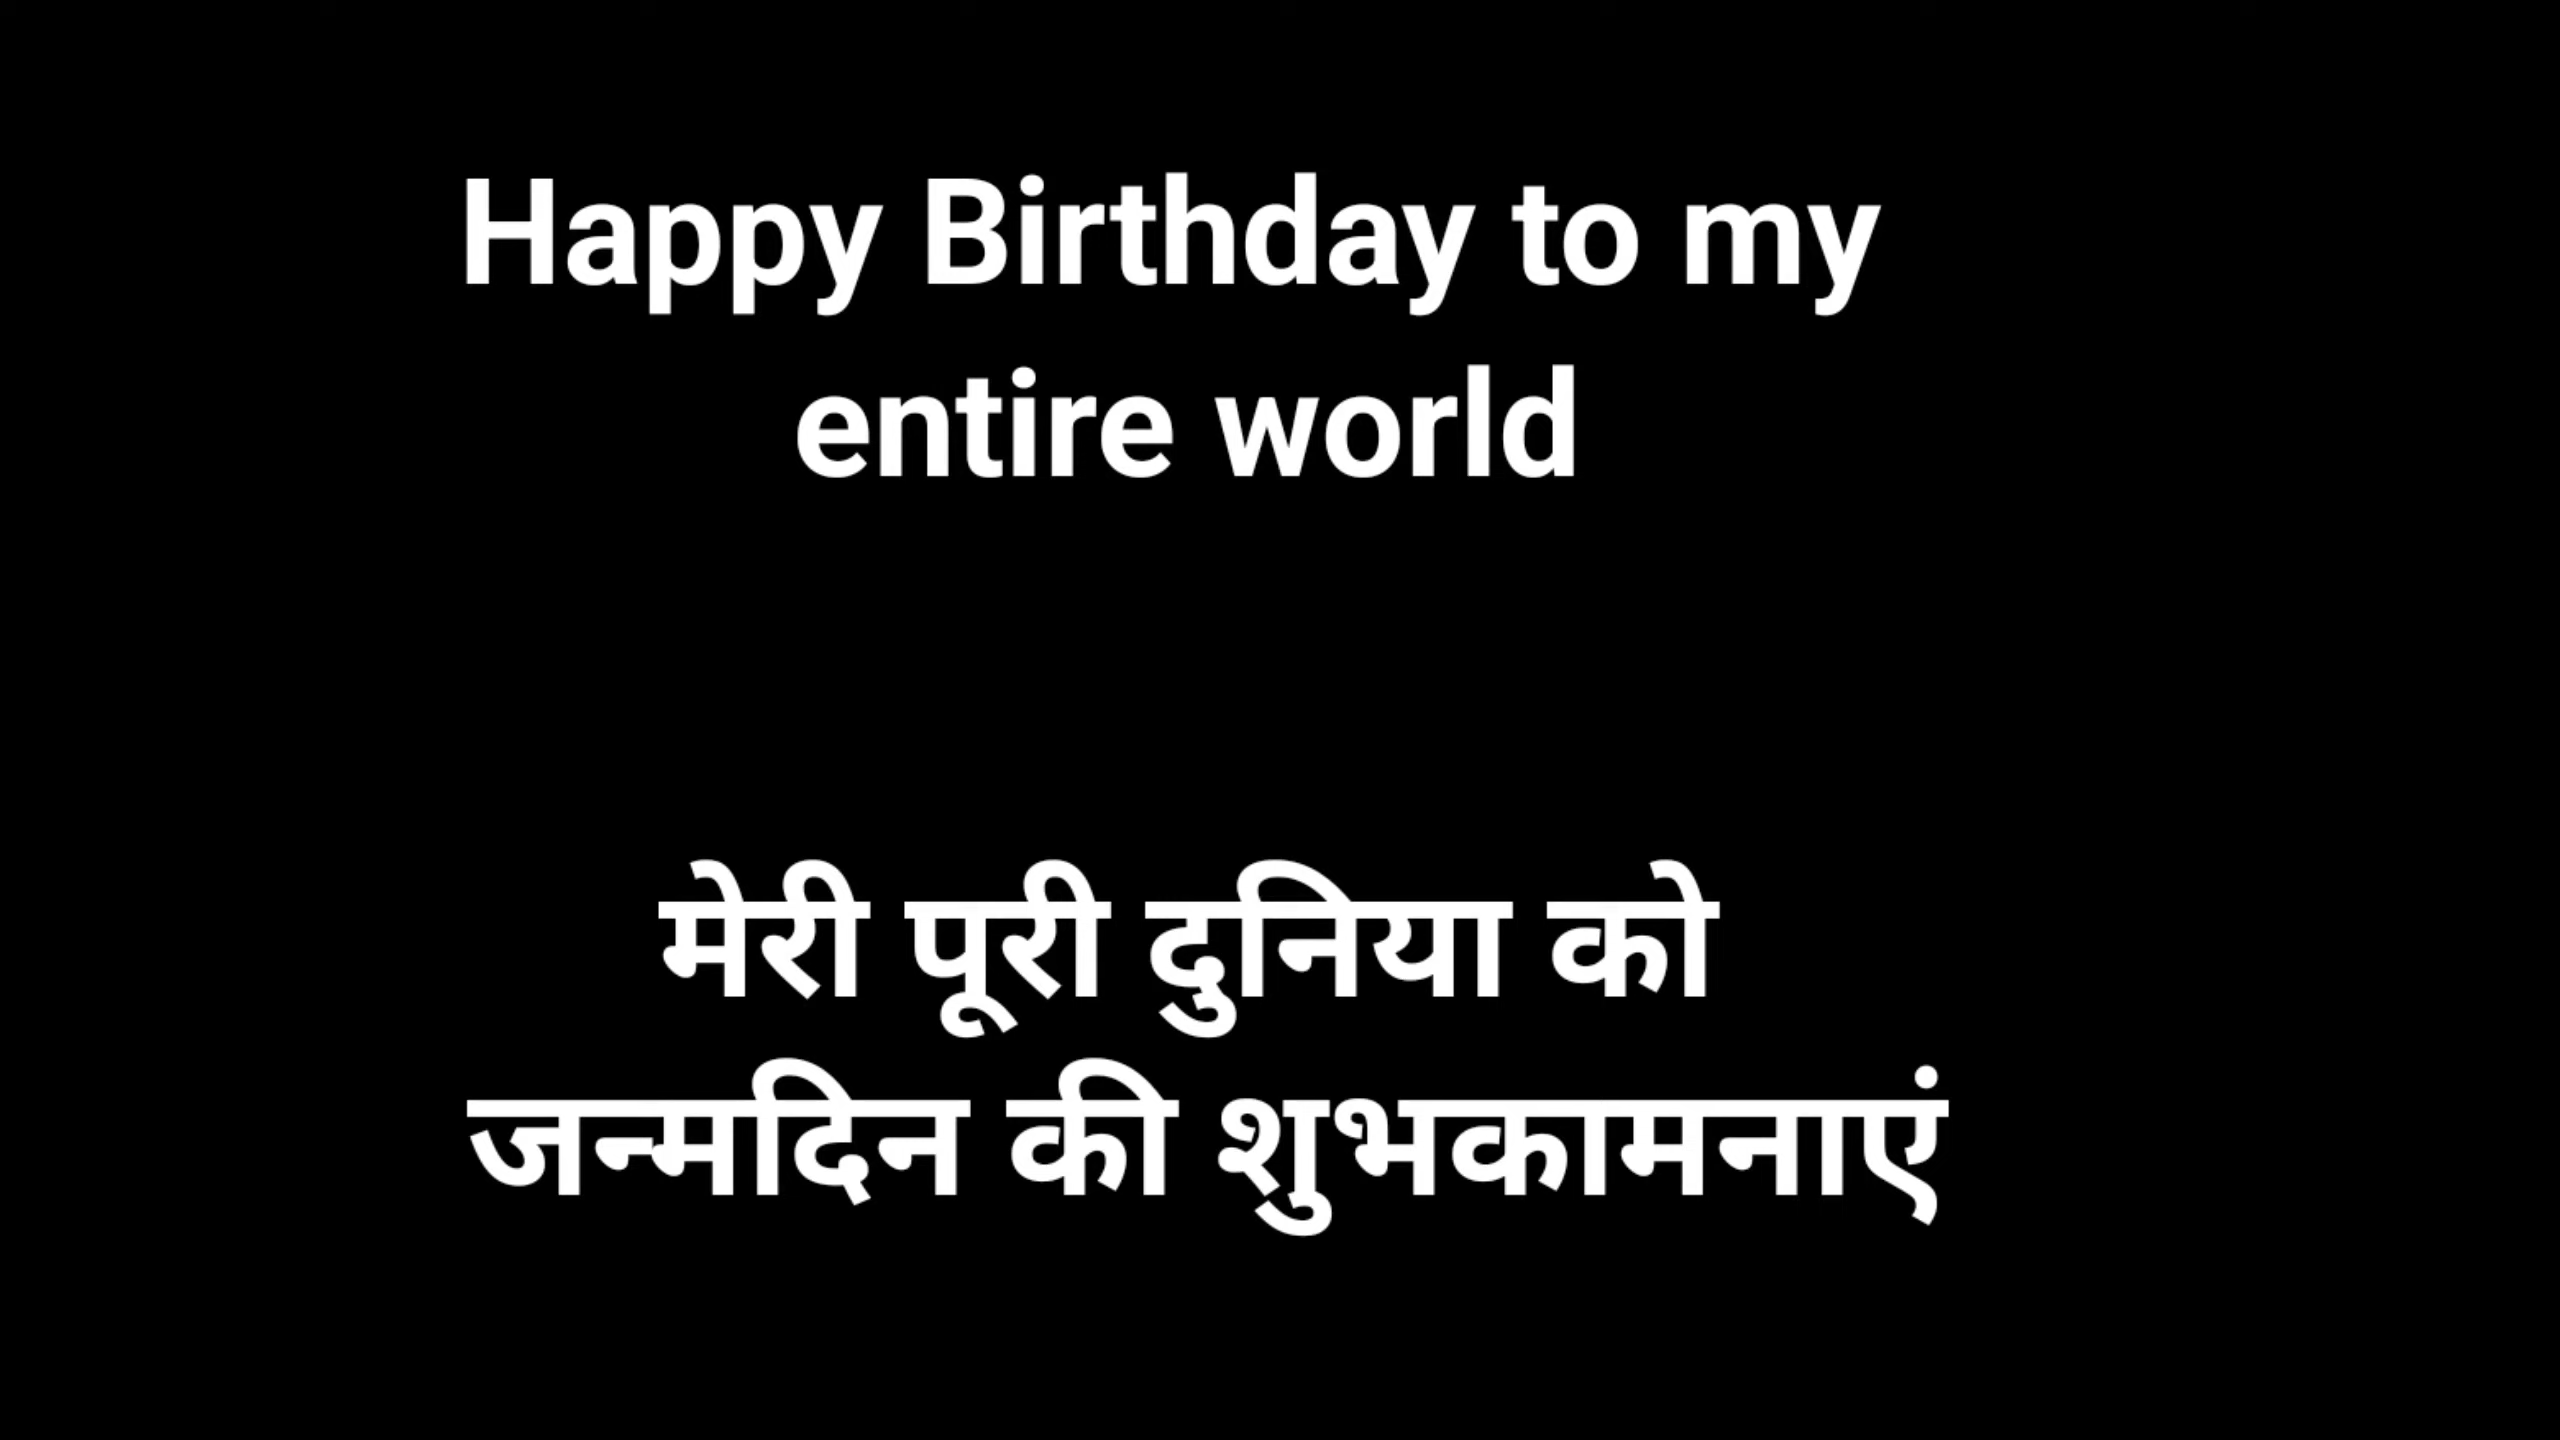 Happy Birthday to my
entire world
मेरी पूरी दुनिया को
जन्मदिन की शुभकामनाएं